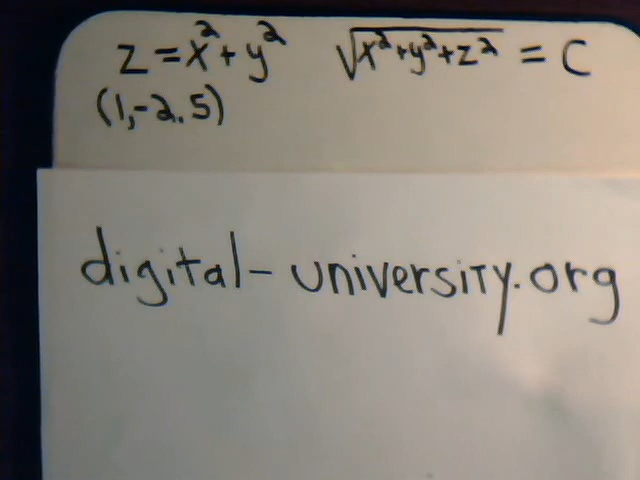 z = x² + y² √x²+y²+z² = C
(1,-2.5)
digital-university.org